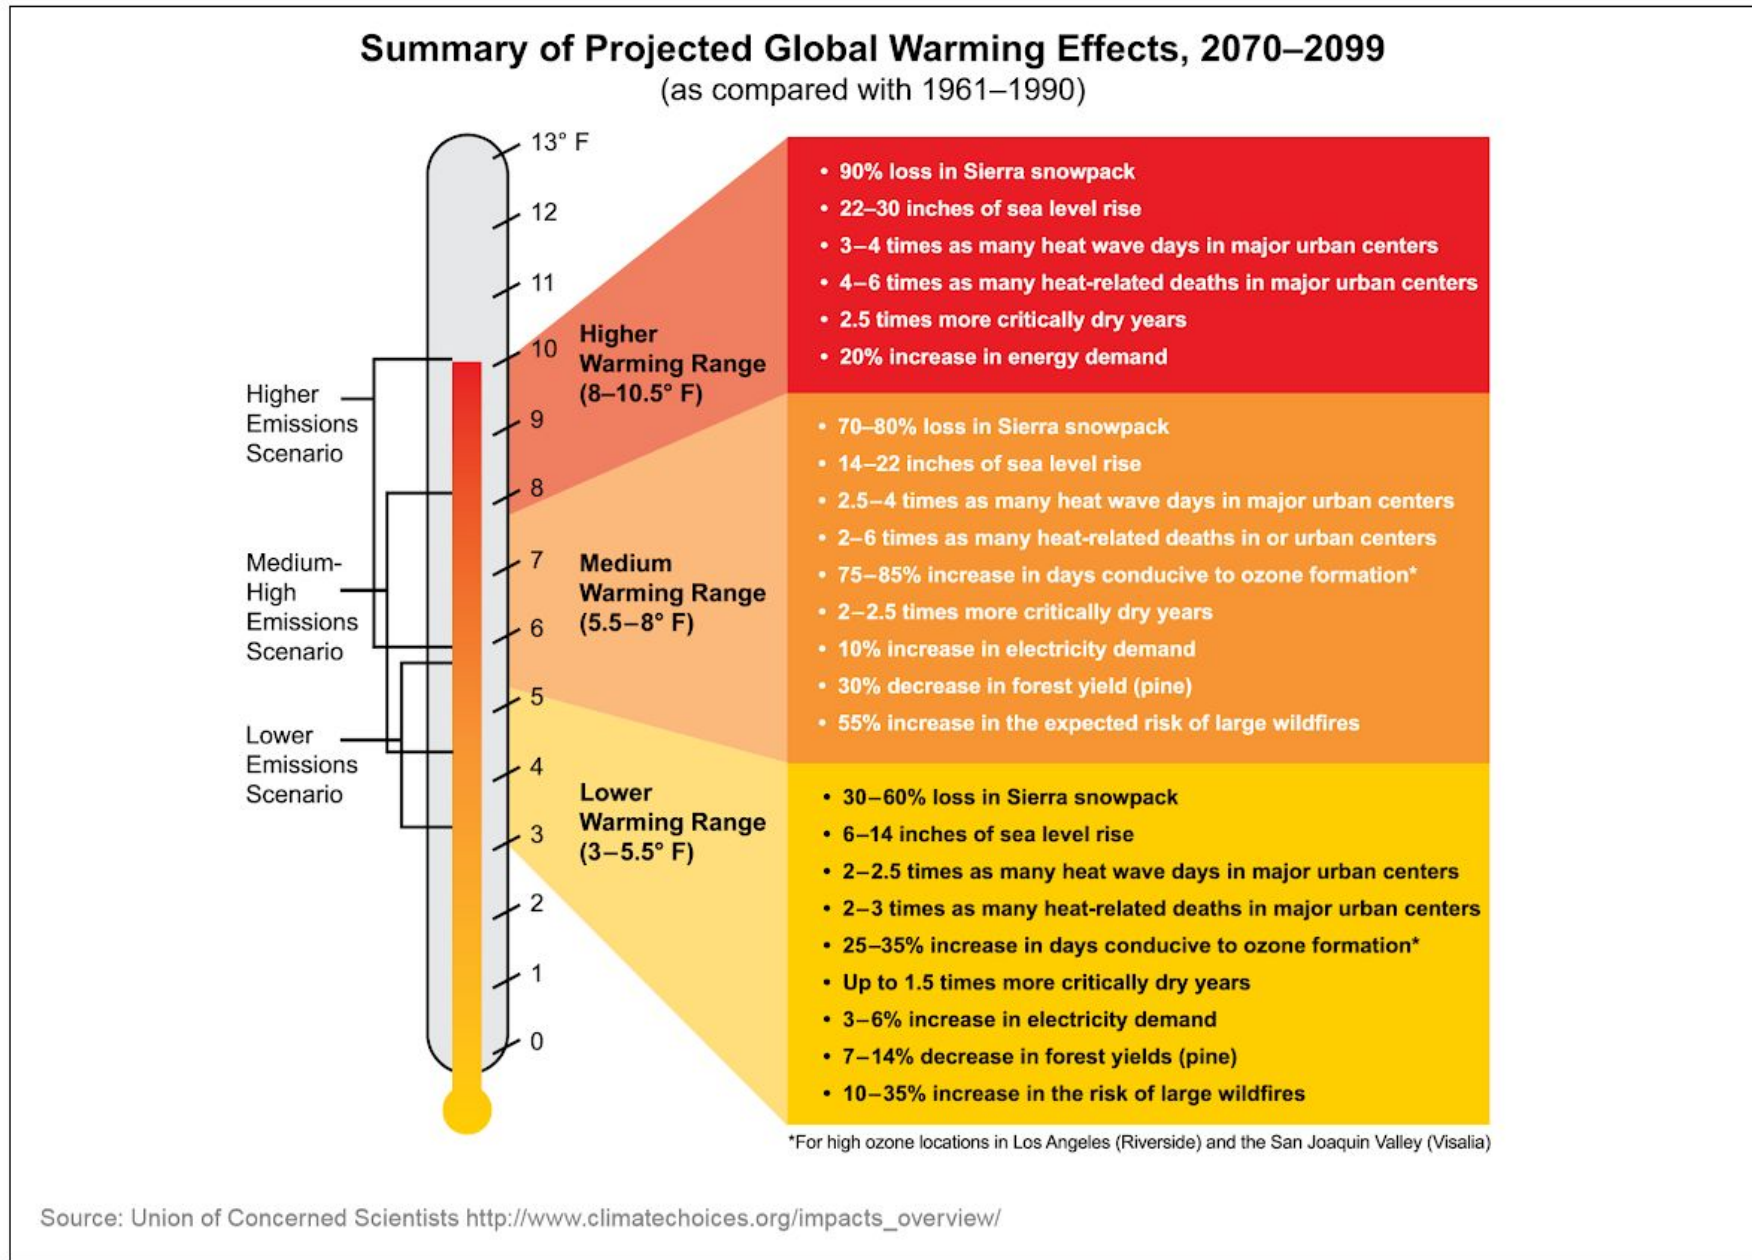 Summary of Projected Global Warming Effects, 2070–2099
(as compared with 1961–1990)
13° F
12
11
10
9
8
7
6
5
4
3
2
1
0
Higher
Emissions
Scenario
Medium-
High
Emissions
Scenario
Lower
Emissions
Scenario
Higher
Warming Range
(8–10.5° F)
• 90% loss in Sierra snowpack
• 22–30 inches of sea level rise
• 3–4 times as many heat wave days in major urban centers
• 4–6 times as many heat-related deaths in major urban centers
• 2.5 times more critically dry years
• 20% increase in energy demand
Medium
Warming Range
(5.5–8° F)
• 70–80% loss in Sierra snowpack
• 14–22 inches of sea level rise
• 2.5–4 times as many heat wave days in major urban centers
• 2–6 times as many heat-related deaths in or urban centers
• 75–85% increase in days conducive to ozone formation*
• 2–2.5 times more critically dry years
• 10% increase in electricity demand
• 30% decrease in forest yield (pine)
• 55% increase in the expected risk of large wildfires
Lower
Warming Range
(3–5.5° F)
• 30–60% loss in Sierra snowpack
• 6–14 inches of sea level rise
• 2–2.5 times as many heat wave days in major urban centers
• 2–3 times as many heat-related deaths in major urban centers
• 25–35% increase in days conducive to ozone formation*
• Up to 1.5 times more critically dry years
• 3–6% increase in electricity demand
• 7–14% decrease in forest yields (pine)
• 10–35% increase in the risk of large wildfires
*For high ozone locations in Los Angeles (Riverside) and the San Joaquin Valley (Visalia)
Source: Union of Concerned Scientists http://www.climatechoices.org/impacts_overview/